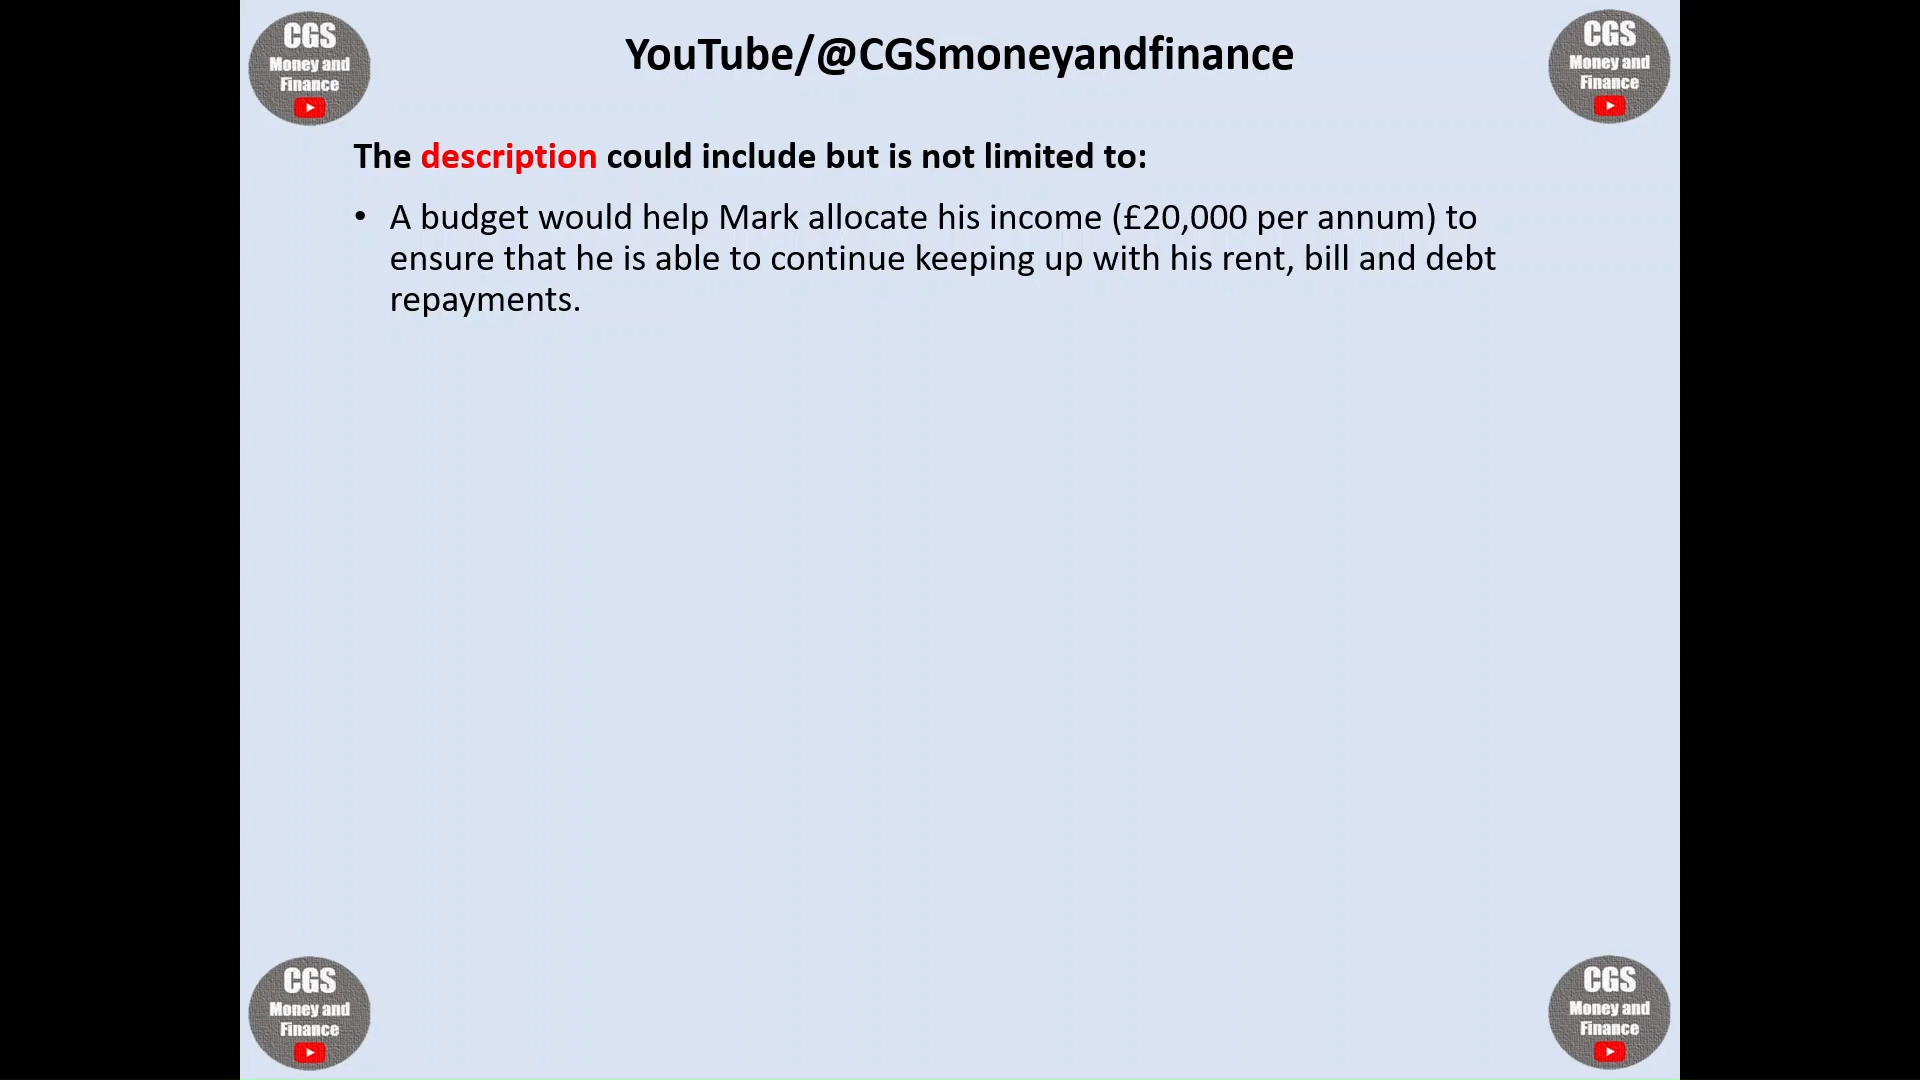 CGS
Money and
Finance
YouTube/@CGSmoneyandfinance
CGS
Money and
Finance
The description could include but is not limited to:
• A budget would help Mark allocate his income (£20,000 per annum) to
ensure that he is able to continue keeping up with his rent, bill and debt
repayments.
CGS
Money and
Finance
CGS
Money and
Finance